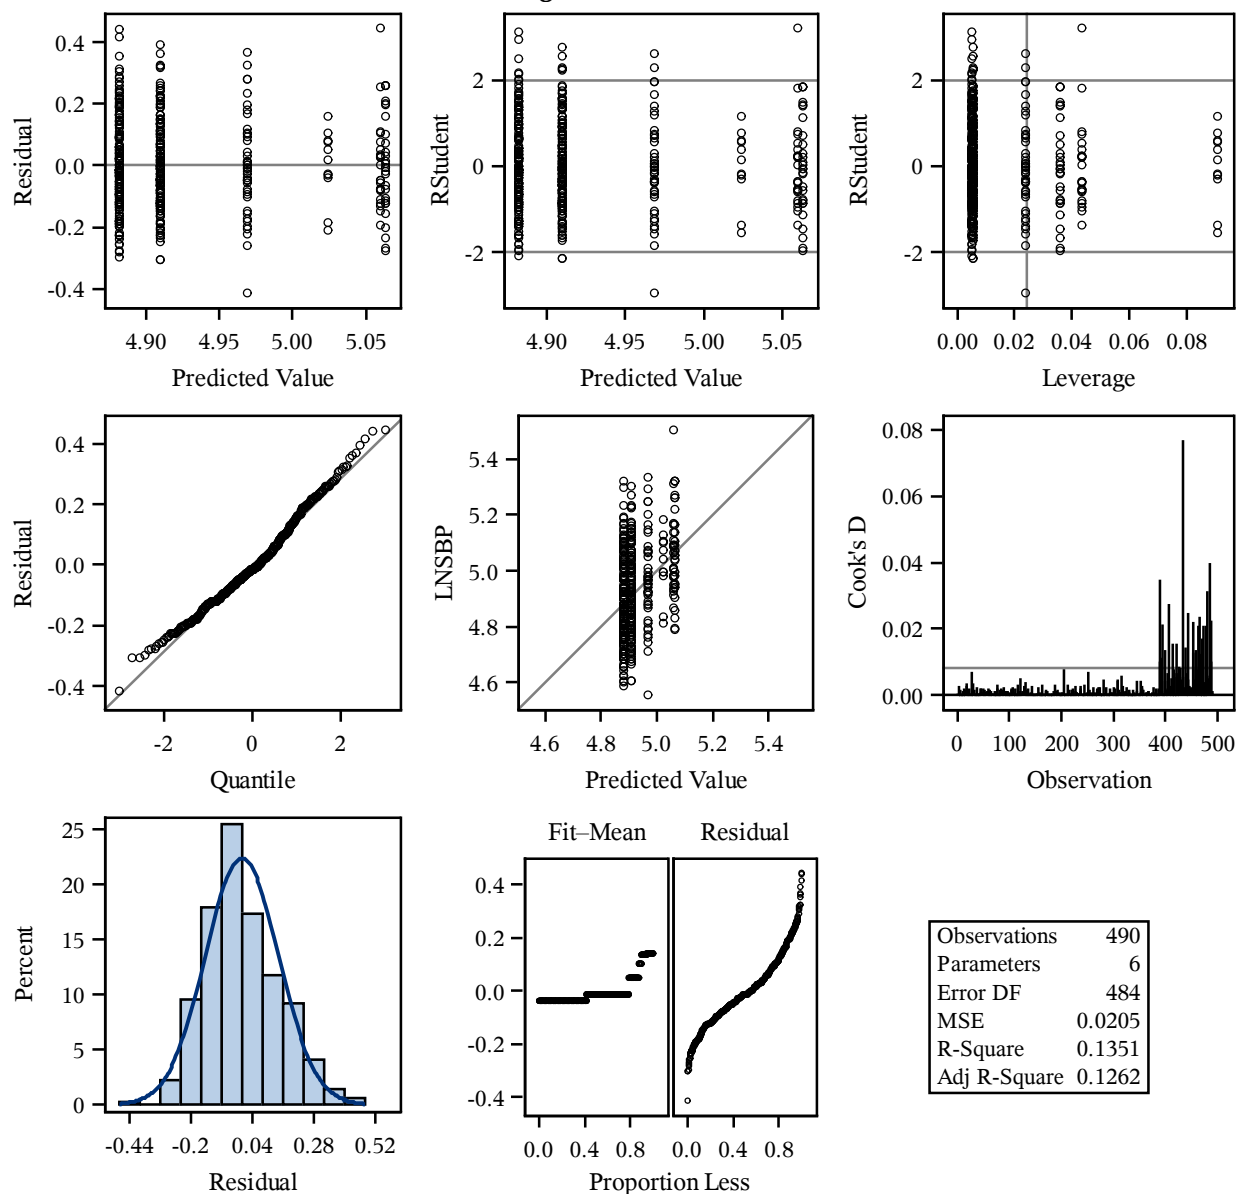 0.4
0.2
0.0
-0.2
-0.4
Residual
4.90 4.95 5.00 5.05
Predicted Value
2
0
-2
RStudent
4.90 4.95 5.00 5.05
Predicted Value
2
0
-2
RStudent
0.00 0.02 0.04 0.06 0.08
Leverage
0.4
0.2
0.0
-0.2
-0.4
Residual
-2 0 2
Quantile
5.4
5.2
5.0
4.8
4.6
LNSBP
4.6 4.8 5.0 5.2 5.4
Predicted Value
0.08
0.06
0.04
0.02
0.00
Cook's D
0 100 200 300 400 500
Observation
25
20
15
10
5
0
Percent
-0.44 -0.2 0.04 0.28 0.52
Residual
Fit–Mean Residual
0.4
0.2
0.0
-0.2
-0.4
0.0 0.4 0.8 0.0 0.4 0.8
Proportion Less
Observations 490
Parameters 6
Error DF 484
MSE 0.0205
R-Square 0.1351
Adj R-Square 0.1262